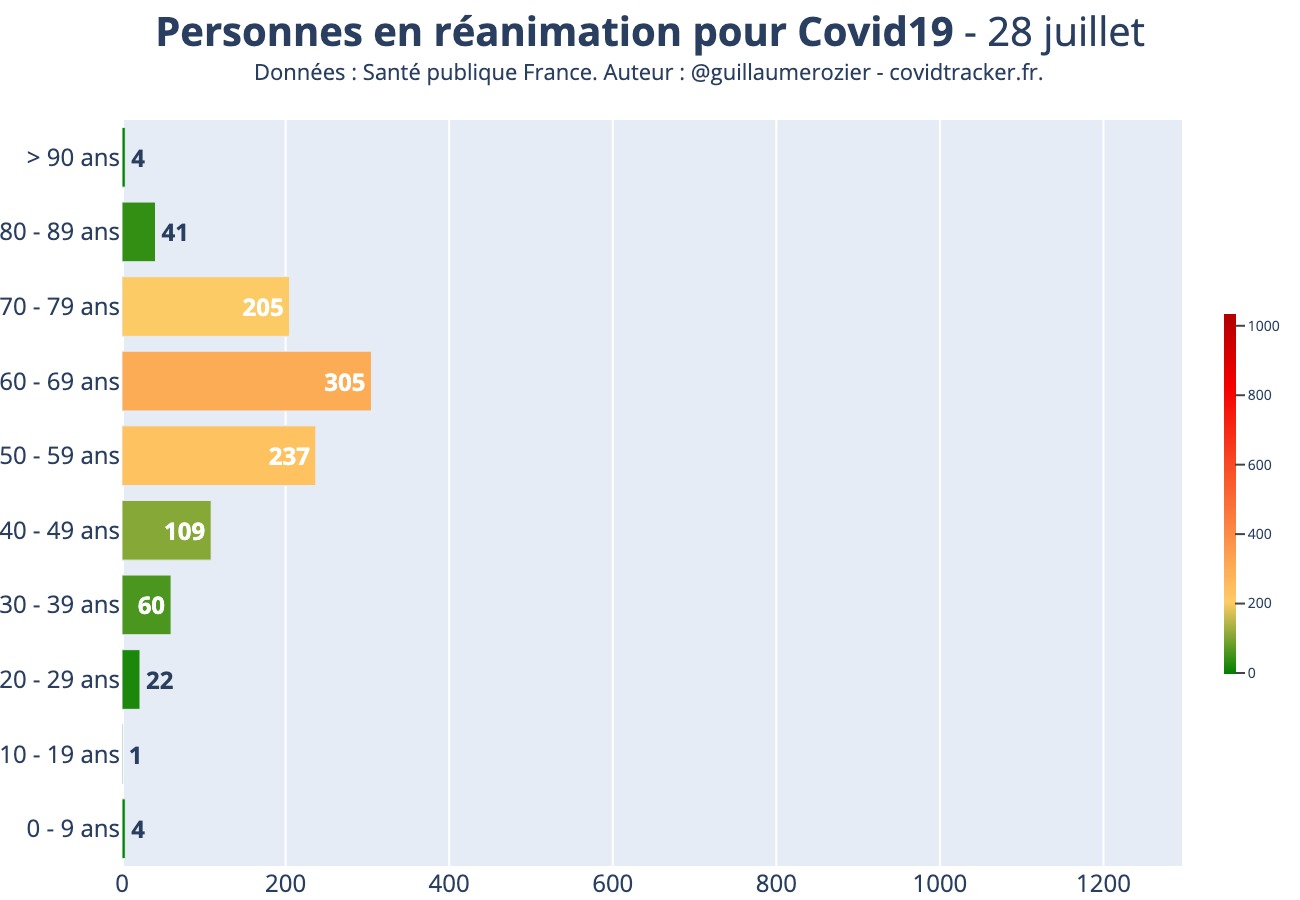 Personnes en réanimation pour Covid19 - 28 juillet
Données : Santé publique France. Auteur : @guillaumerozier - covidtracker.fr.
> 90 ans 4
80 - 89 ans 41
70 - 79 ans 205
60 - 69 ans 305
50 - 59 ans 237
40 - 49 ans 109
30 - 39 ans 60
20 - 29 ans 22
10 - 19 ans 1
0 - 9 ans 4
0 200 400 600 800 1000 1200
1000
800
600
400
200
0